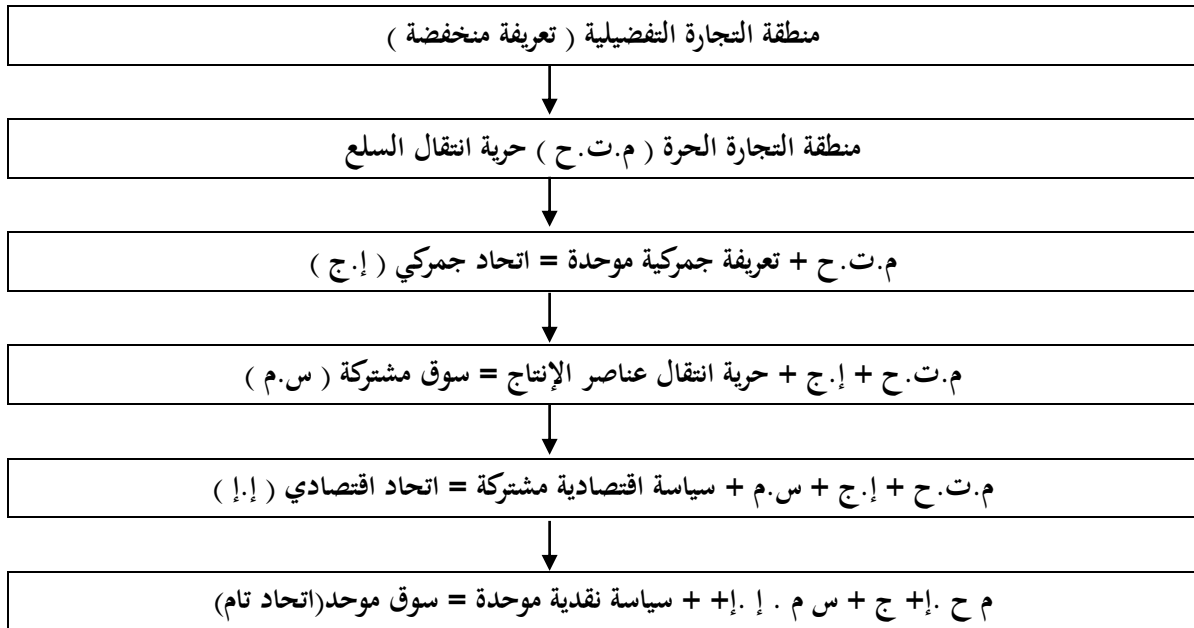 منطقة التجارة التفضيلية ( تعريفة منخفضة )
منطقة التجارة الحرة ( م.ت.ح ) حرية انتقال السلع
م.ت.ح + تعريفة جمركية موحدة = اتحاد جمركي ( إ.ج )
م.ت.ح + إ.ج + حرية انتقال عناصر الإنتاج = سوق مشتركة ( س.م )
م.ت.ح + إ.ج + س.م + سياسة اقتصادية مشتركة = اتحاد اقتصادي ( إ.إ )
م ح .إ+ ج + س م . إ .إ+ + سياسة نقدية موحدة = سوق موحد(اتحاد تام)